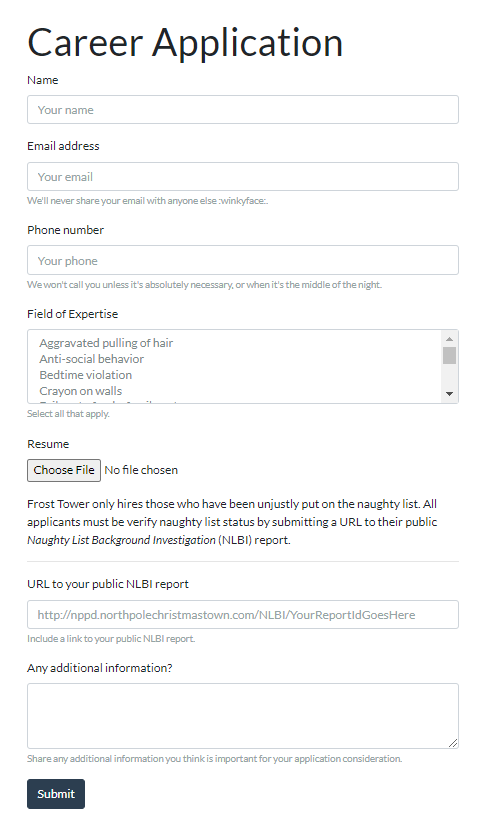 Career Application
Name
Your name
Email address
Your email
We'll never share your email with anyone else :winkyface:.
Phone number
Your phone
We won't call you unless it's absolutely necessary, or when it's the middle of the night.
Field of Expertise
Aggravated pulling of hair
Anti-social behavior
Bedtime violation
Crayon on walls
Select all that apply.
Resume
Choose File No file chosen
Frost Tower only hires those who have been unjustly put on the naughty list. All
applicants must be verify naughty list status by submitting a URL to their public
Naughty List Background Investigation (NLBI) report.
URL to your public NLBI report
http://nppd.northpolechristmastown.com/NLBI/YourReportIdGoesHere
Include a link to your public NLBI report.
Any additional information?
Share any additional information you think is important for your application consideration.
Submit